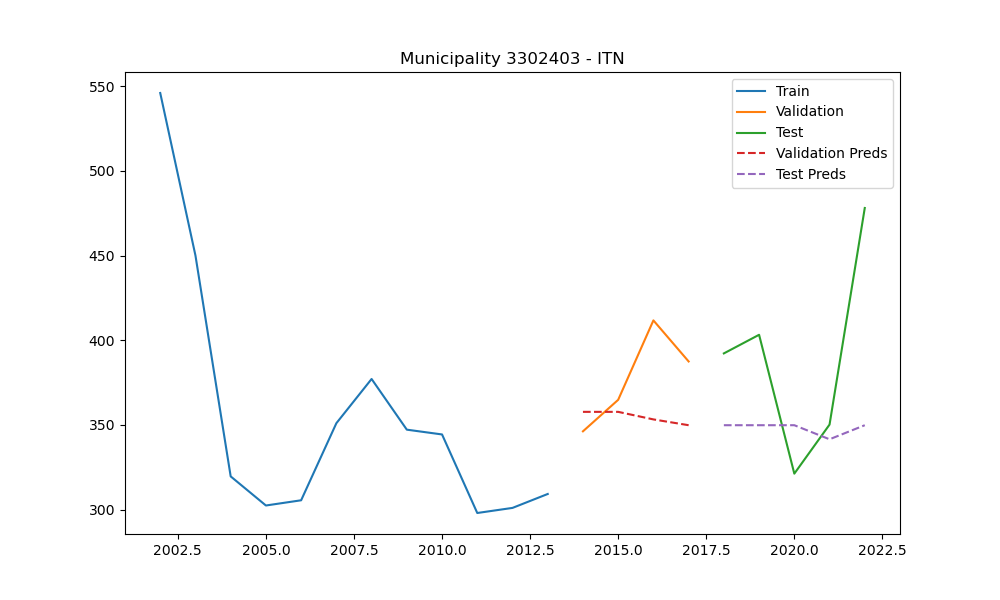 Municipality 3302403 - ITN
550
500
450
400
350
300
2002.5 2005.0 2007.5 2010.0 2012.5 2015.0 2017.5 2020.0 2022.5
Train
Validation
Test
Validation Preds
Test Preds